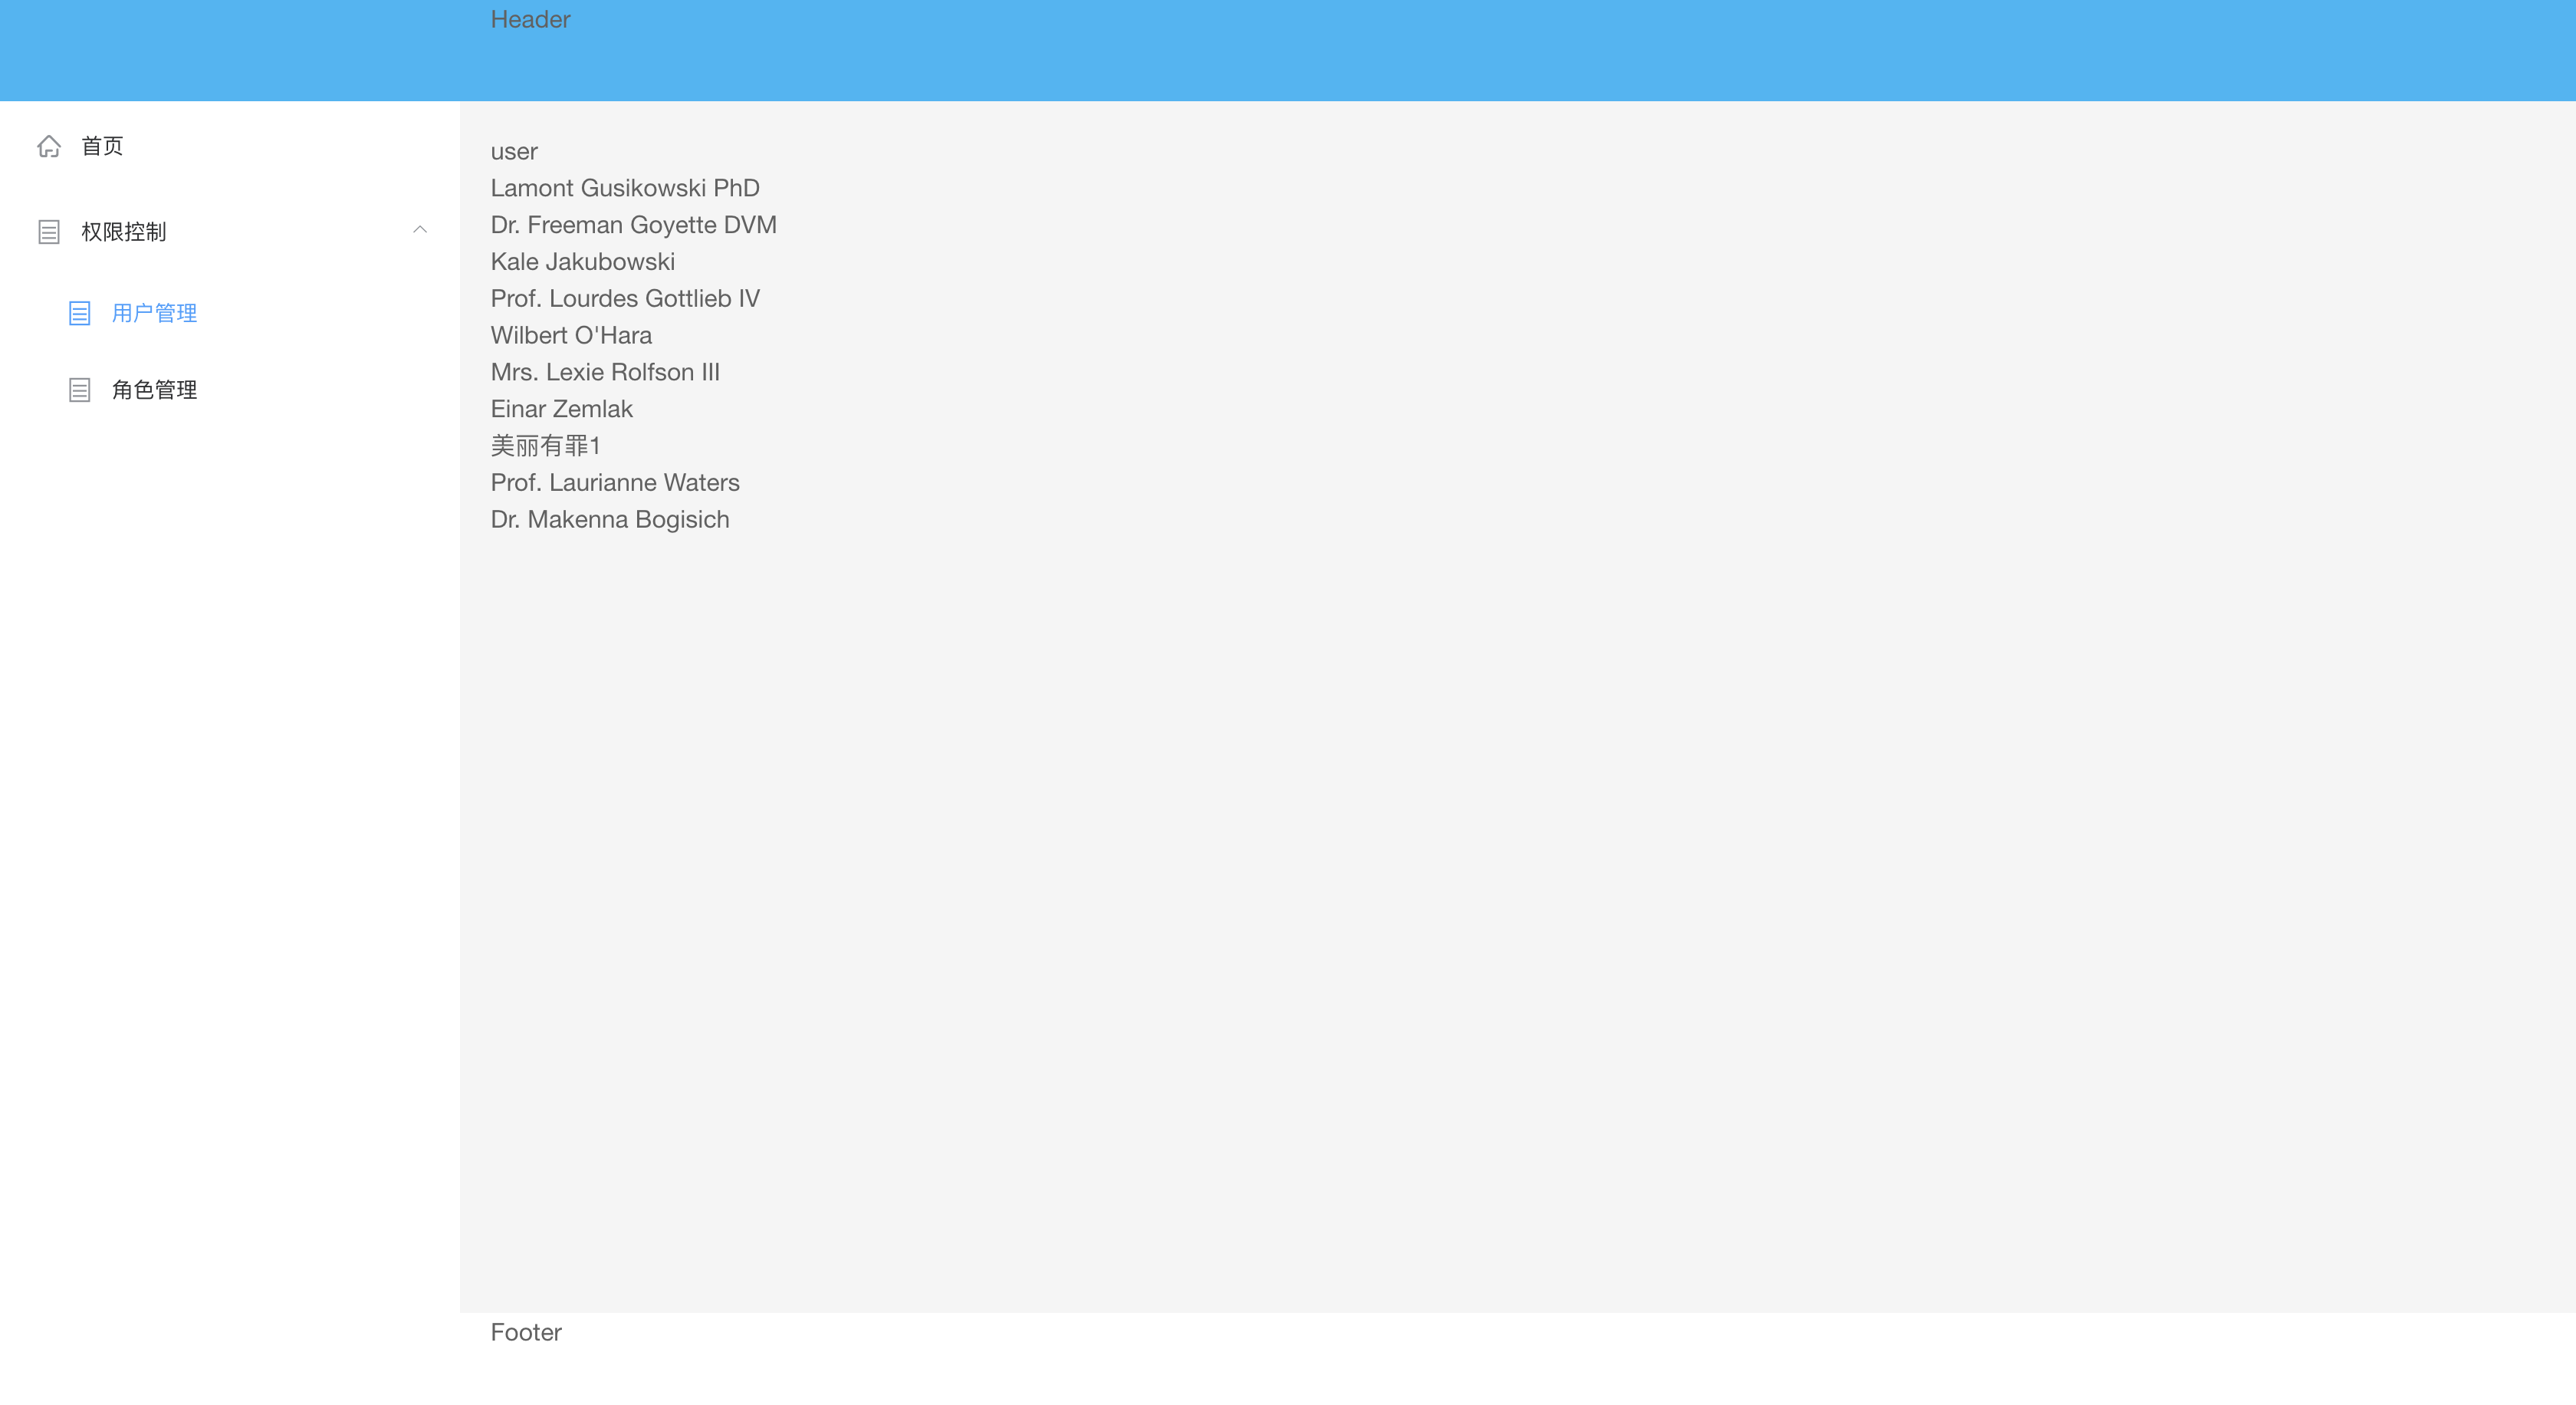 Header
首页
权限控制
用户管理
角色管理
user
Lamont Gusikowski PhD
Dr. Freeman Goyette DVM
Kale Jakubowski
Prof. Lourdes Gottlieb IV
Wilbert O'Hara
Mrs. Lexie Rolfson III
Einar Zemlak
美丽有罪1
Prof. Laurianne Waters
Dr. Makenna Bogisich
Footer